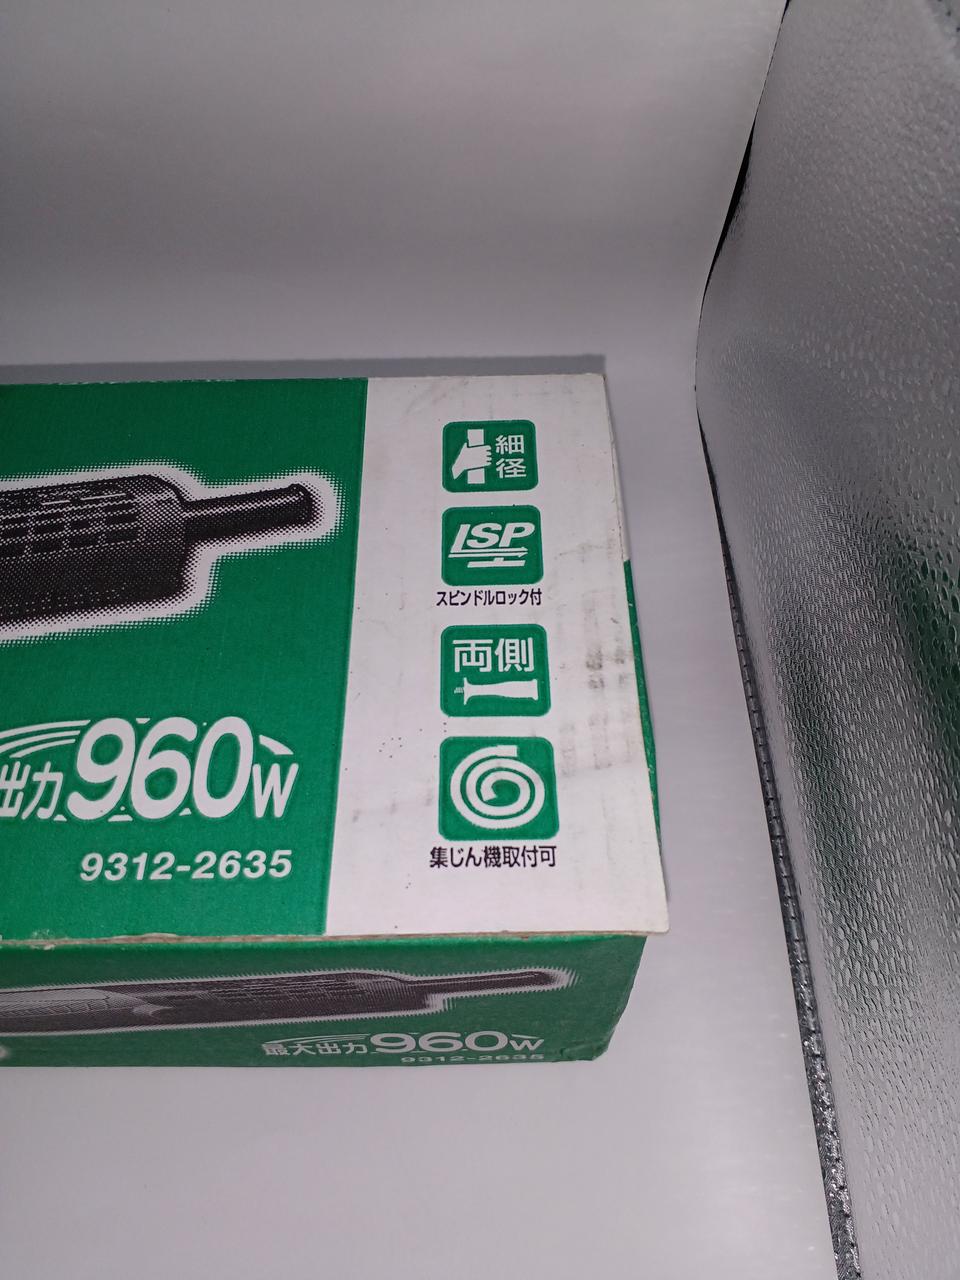 細
径
LSP
スピンドルロック付
両側
集じん機取付可
出力960W
9312-2635
最大出力960W
9312-2635